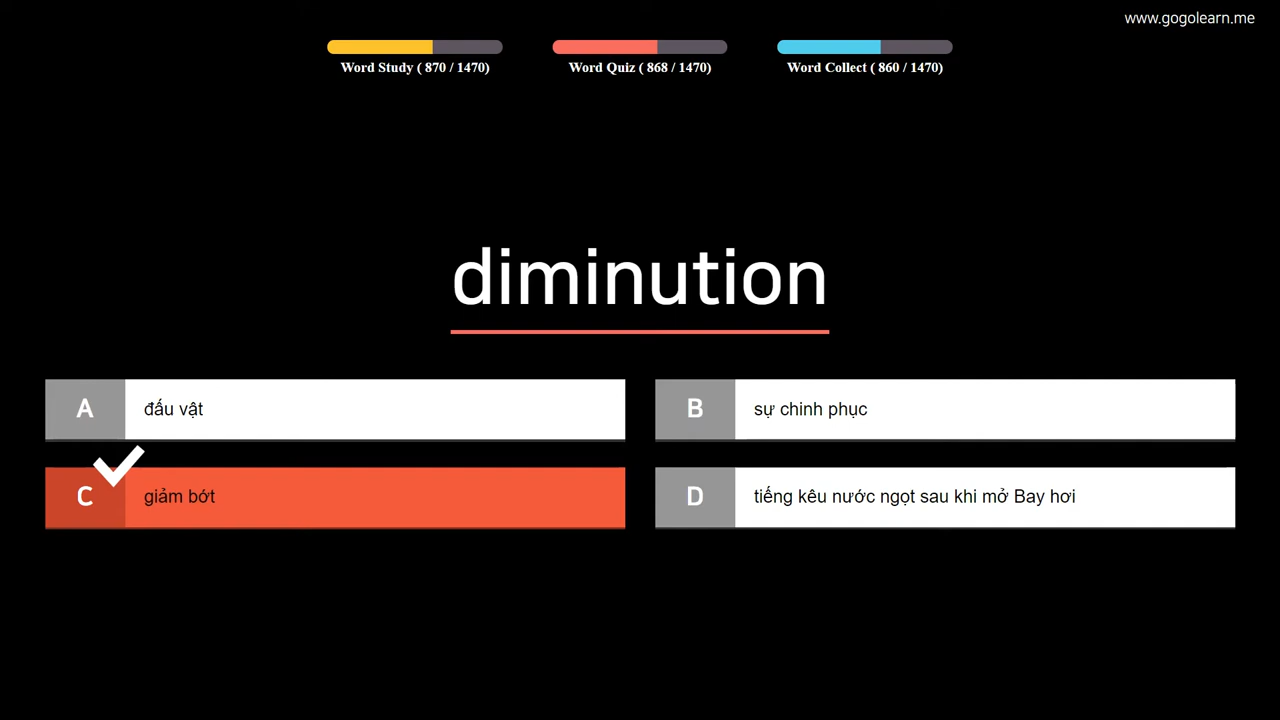 www.gogolearn.me
Word Study ( 870 / 1470)
Word Quiz ( 868 / 1470)
Word Collect ( 860 / 1470)
diminution
A đấu vật
B sự chinh phục
C giảm bớt
D tiếng kêu nước ngọt sau khi mở Bay hơi